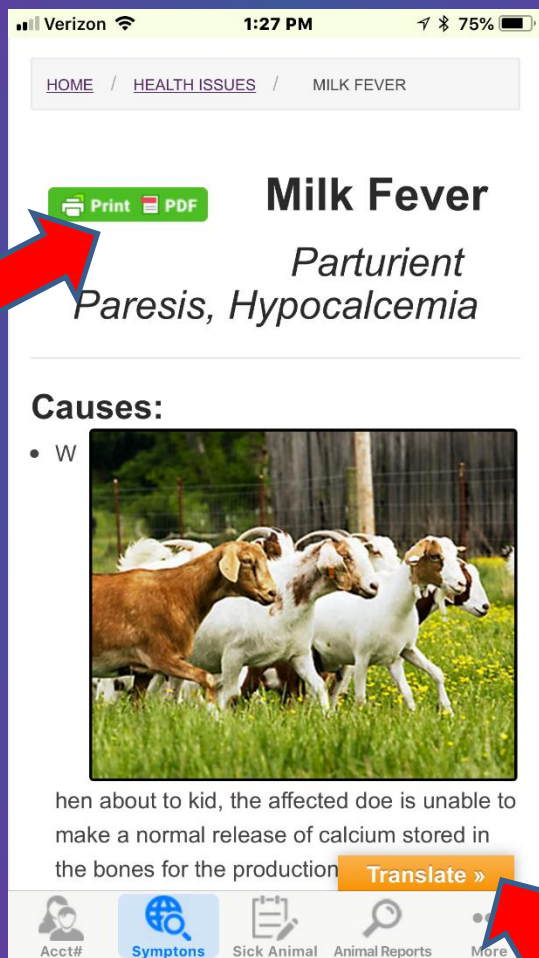 Verizon 1:27 PM 75%
HOME / HEALTH ISSUES / MILK FEVER
Print PDF
Milk Fever
Parturient
Paresis, Hypocalcemia
Causes:
• W
hen about to kid, the affected doe is unable to
make a normal release of calcium stored in
the bones for the production
Translate »
Acct# Symptons Sick Animal Animal Reports More